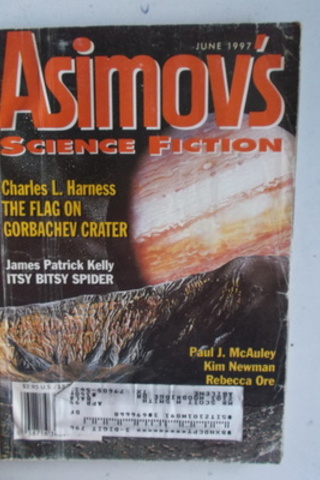 JUNE 1997
Asimov's
SCIENCE FICTION
Charles L. Harness
THE FLAG ON
GORBACHEV CRATER
James Patrick Kelly
ITSY BITSY SPIDER
Paul J. McAuley
Kim Newman
Rebecca Ore